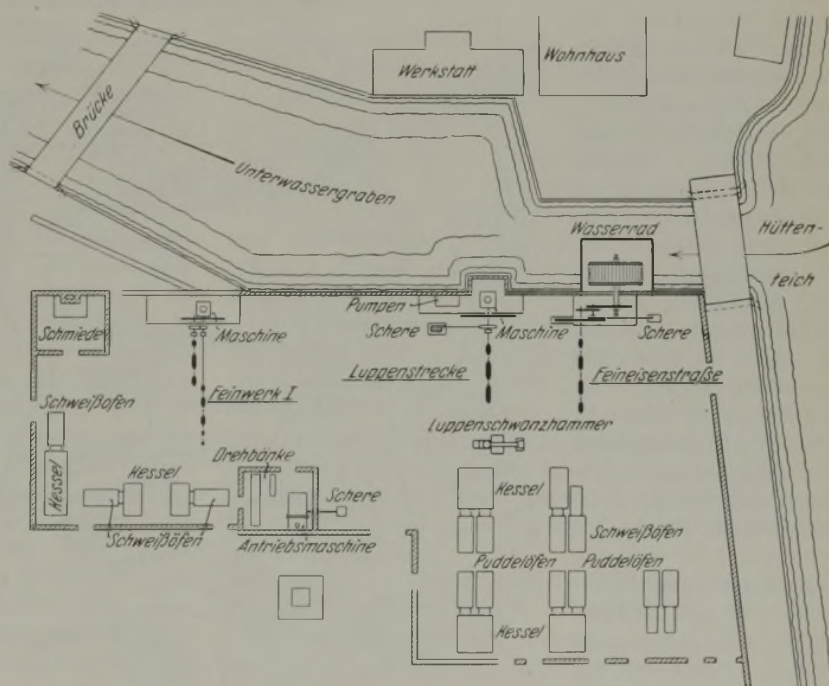 Werkstatt
Wohnhaus
Brücke
Unterwassergraben
Wasserrad
Hütten-
teich
Schmiede
Maschine
Pumpen
Schere
Maschine
Schere
Luppenstrecke
Feineisenstraße
Feinwerk I
Schweißofen
Luppenschwanzhammer
Drehbänke
Kessel
Kessel
Schere
Kessel
Schweißöfen
Schweißöfen
Antriebsmaschine
Puddelöfen
Puddelöfen
Kessel